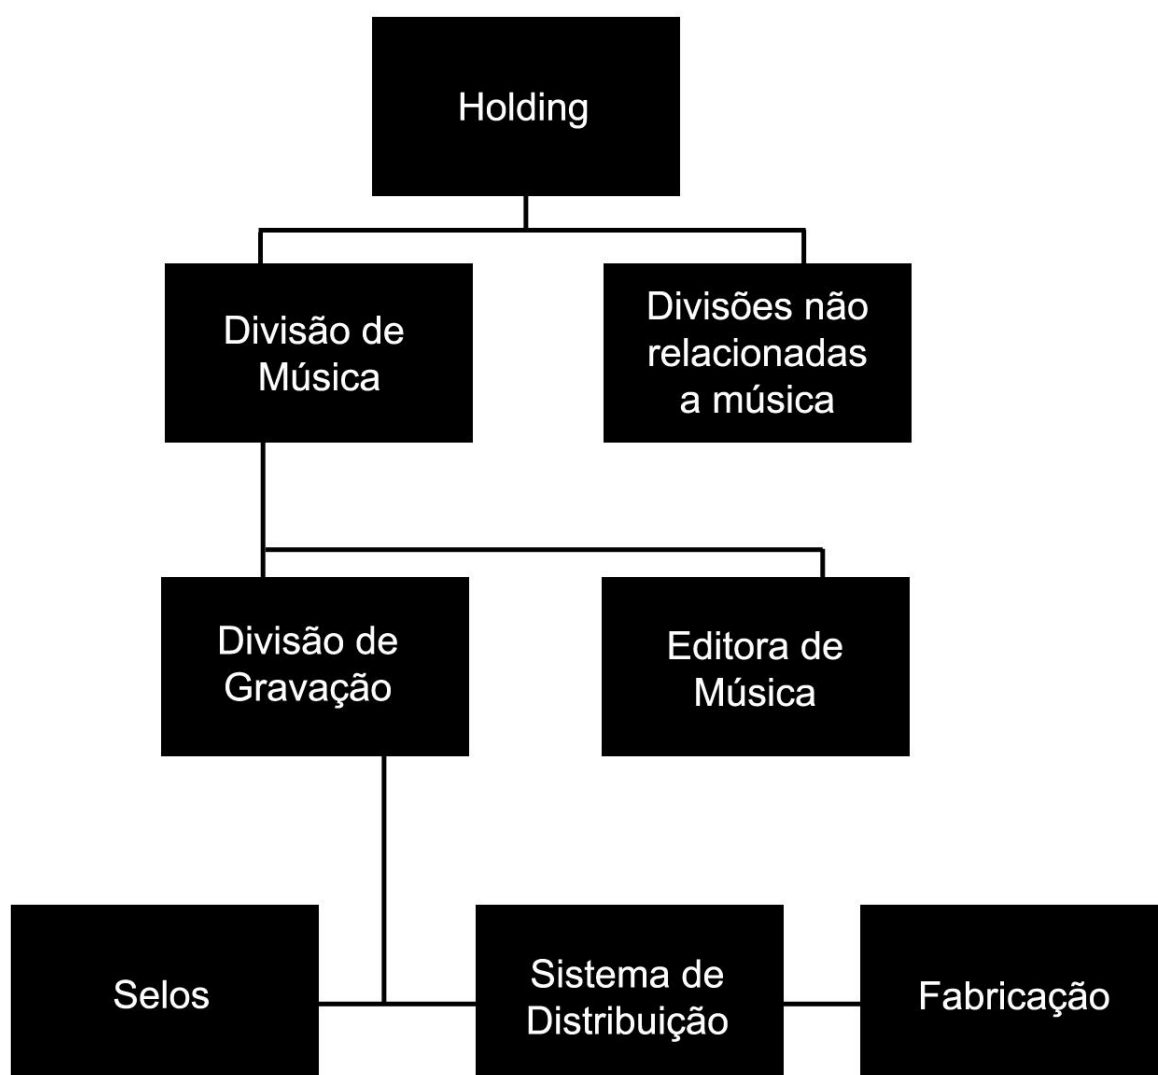 Holding
Divisão de
Música
Divisões não
relacionadas
a música
Divisão de
Gravação
Editora de
Música
Selos
Sistema de
Distribuição
Fabricação